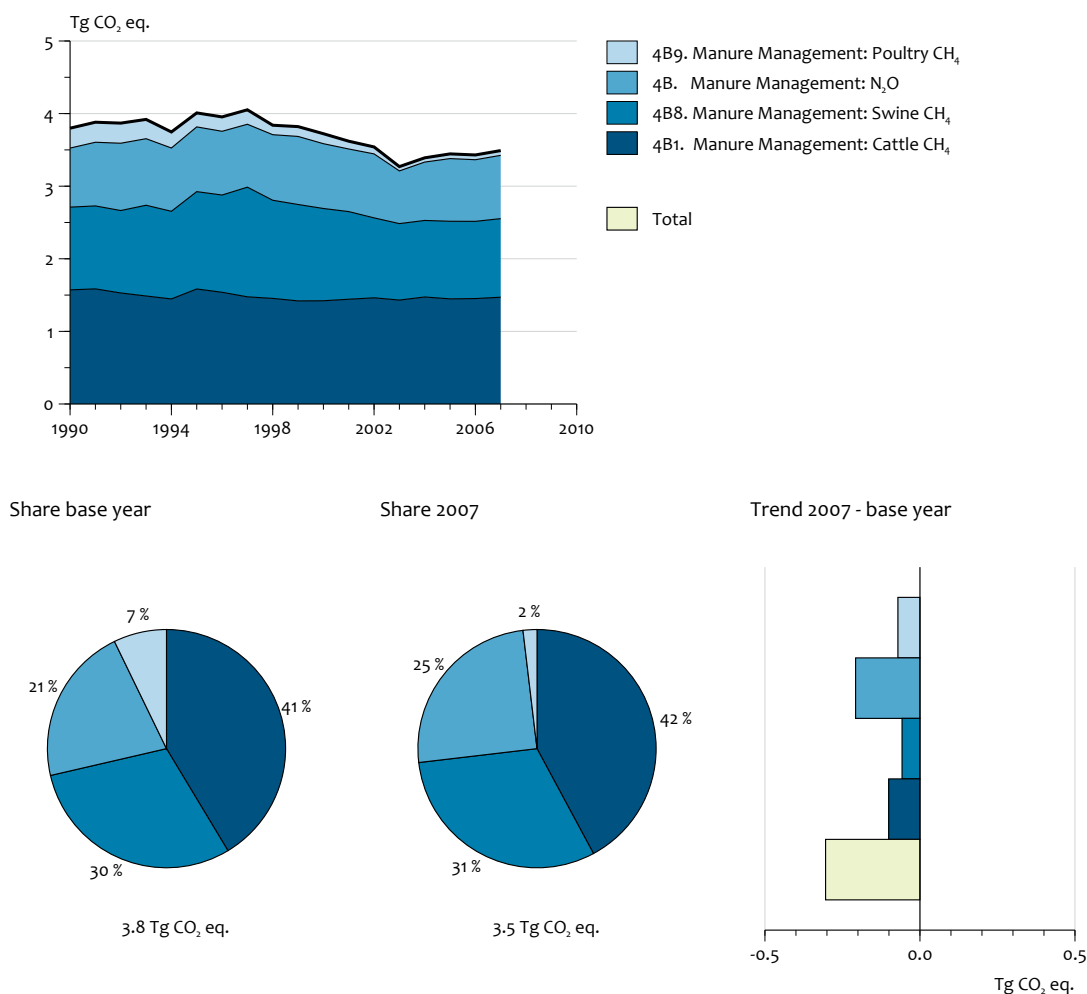 Tg CO₂ eq.
5
4
3
2
1
0
1990 1994 1998 2002 2006 2010
4B9. Manure Management: Poultry CH₄
4B. Manure Management: N₂O
4B8. Manure Management: Swine CH₄
4B1. Manure Management: Cattle CH₄
Total
Share base year
7 %
21 %
41 %
30 %
3.8 Tg CO₂ eq.
Share 2007
2 %
25 %
42 %
31 %
3.5 Tg CO₂ eq.
Trend 2007 - base year
-0.5 0.0 0.5
Tg CO₂ eq.